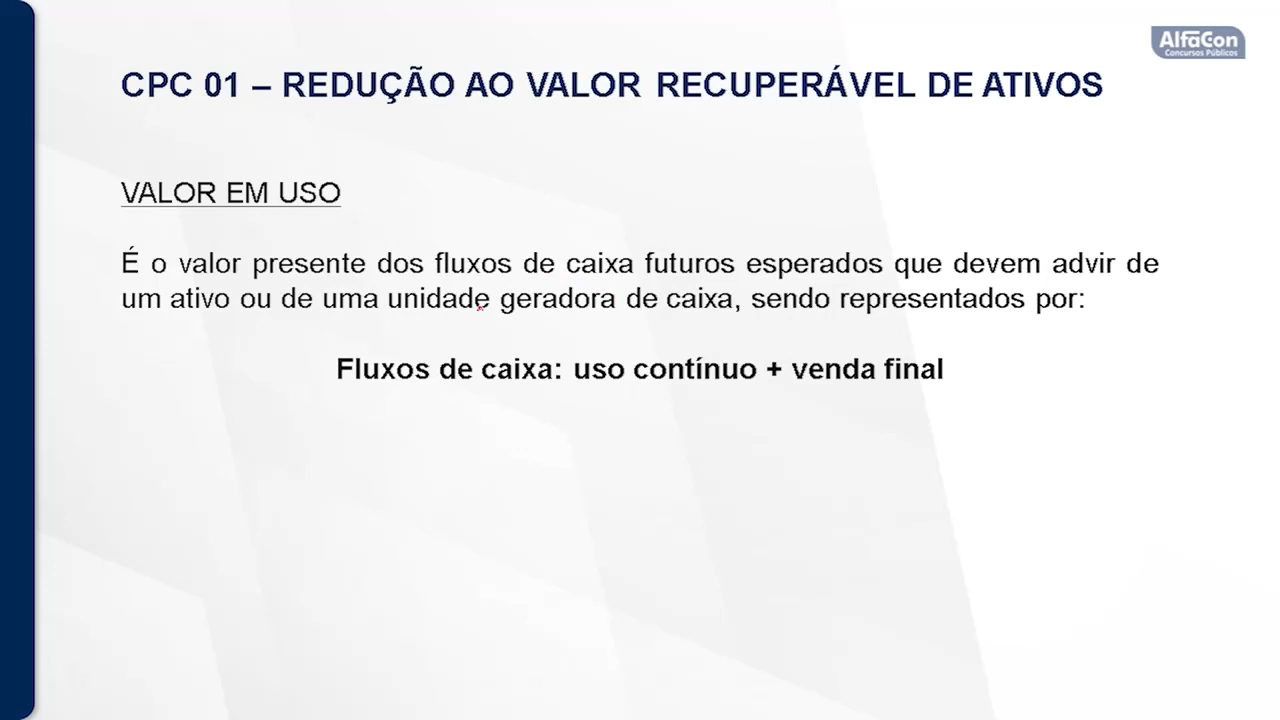 AlfaCon
Concursos Públicos
CPC 01 – REDUÇÃO AO VALOR RECUPERÁVEL DE ATIVOS
VALOR EM USO
É o valor presente dos fluxos de caixa futuros esperados que devem advir de
um ativo ou de uma unidade geradora de caixa, sendo representados por:
Fluxos de caixa: uso contínuo + venda final